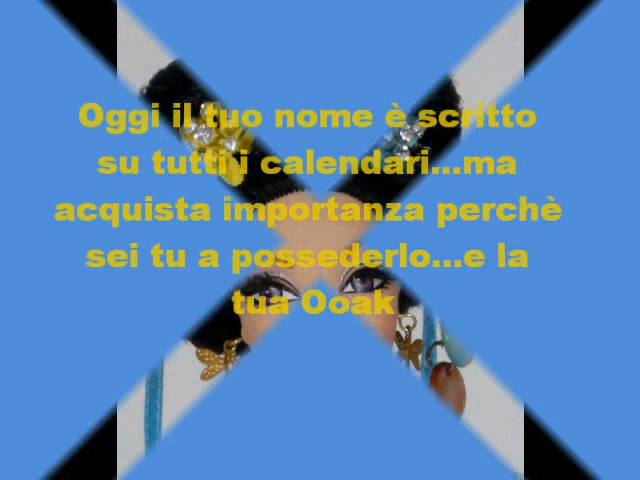 Oggi il tuo nome è scritto
su tutti i calendari...ma
acquista importanza perchè
sei tu a possederlo...e la
tua Ooak